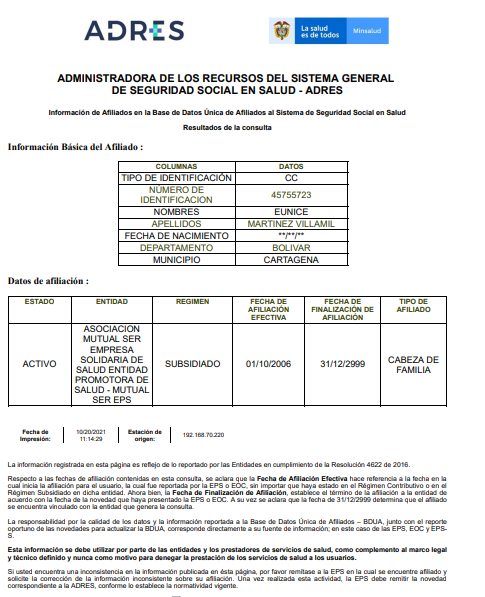 ADRES
La salud
es de todos
Minsalud
ADMINISTRADORA DE LOS RECURSOS DEL SISTEMA GENERAL
DE SEGURIDAD SOCIAL EN SALUD - ADRES
Información de Afiliados en la Base de Datos Única de Afiliados al Sistema de Seguridad Social en Salud
Resultados de la consulta
Información Básica del Afiliado :
COLUMNAS DATOS
TIPO DE IDENTIFICACIÓN CC
NÚMERO DE
IDENTIFICACION 45755723
NOMBRES EUNICE
APELLIDOS MARTINEZ VILLAMIL
FECHA DE NACIMIENTO **/**/**
DEPARTAMENTO BOLIVAR
MUNICIPIO CARTAGENA
Datos de afiliación :
ESTADO ENTIDAD REGIMEN FECHA DE AFILIACIÓN EFECTIVA FECHA DE FINALIZACIÓN DE AFILIACIÓN TIPO DE AFILIADO
ACTIVO ASOCIACION MUTUAL SER EMPRESA SOLIDARIA DE SALUD ENTIDAD PROMOTORA DE SALUD - MUTUAL SER EPS SUBSIDIADO 01/10/2006 31/12/2999 CABEZA DE FAMILIA
Fecha de Impresión: 10/20/2021 11:14:29 Estación de origen: 192.168.70.220
La información registrada en esta página es reflejo de lo reportado por las Entidades en cumplimiento de la Resolución 4622 de 2016.
Respecto a las fechas de afiliación contenidas en esta consulta, se aclara que la Fecha de Afiliación Efectiva hace referencia a la fecha en la
cual inicia la afiliación para el usuario, la cual fue reportada por la EPS o EOC, sin importar que haya estado en el Régimen Contributivo o en el
Régimen Subsidiado en dicha entidad. Ahora bien, la Fecha de Finalización de Afiliación, establece el término de la afiliación a la entidad de
acuerdo con la fecha de la novedad que haya presentado la EPS o EOC. A su vez se aclara que la fecha de 31/12/2999 determina que el afiliado
se encuentra vinculado con la entidad que genera la consulta.
La responsabilidad por la calidad de los datos y la información reportada a la Base de Datos Única de Afiliados – BDUA, junto con el reporte
oportuno de las novedades para actualizar la BDUA, corresponde directamente a su fuente de información; en este caso de las EPS, EOC y EPS-
S.
Esta información se debe utilizar por parte de las entidades y los prestadores de servicios de salud, como complemento al marco legal
y técnico definido y nunca como motivo para denegar la prestación de los servicios de salud a los usuarios.
Si usted encuentra una inconsistencia en la información publicada en ésta página, por favor remítase a la EPS en la cual se encuentre afiliado y
solicite la corrección de la información inconsistente sobre su afiliación. Una vez realizada esta actividad, la EPS debe remitir la novedad
correspondiente a la ADRES, conforme lo establece la normatividad vigente.